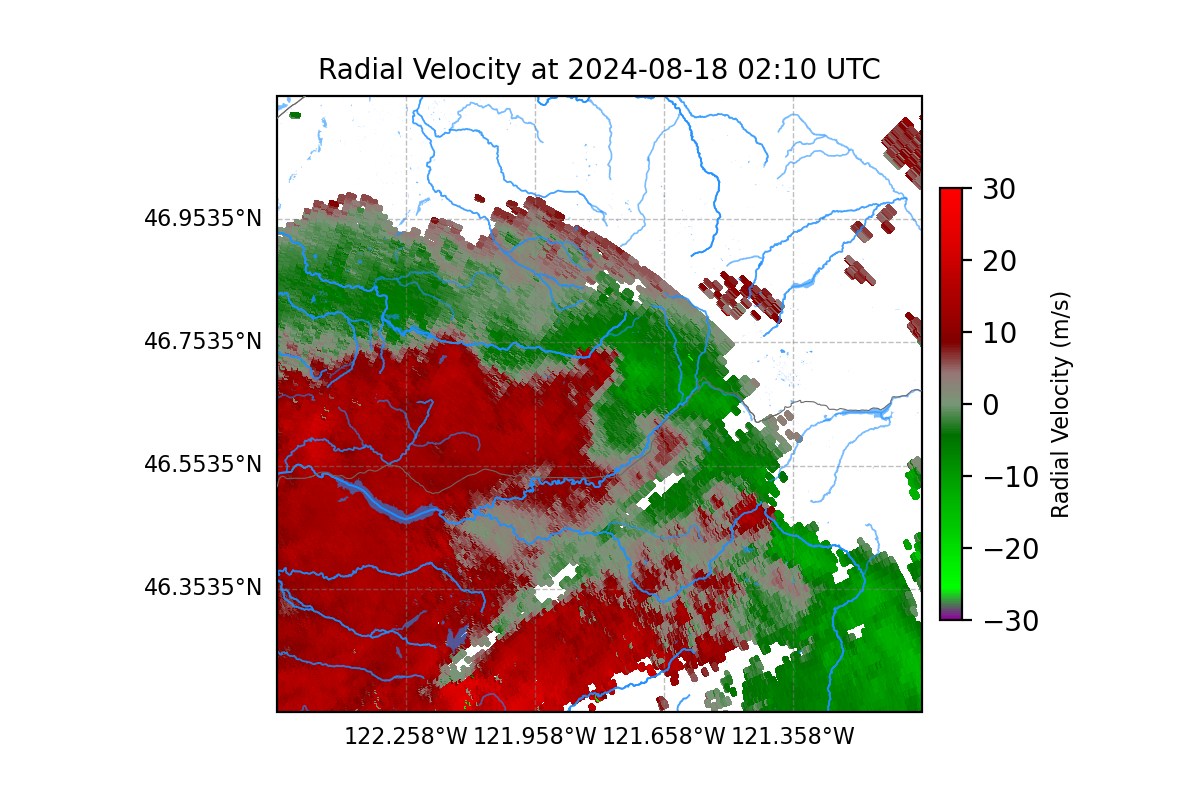 Radial Velocity at 2024-08-18 02:10 UTC
46.9535°N
46.7535°N
46.5535°N
46.3535°N
122.258°W 121.958°W 121.658°W 121.358°W
30
20
10
0
−10
−20
−30
Radial Velocity (m/s)